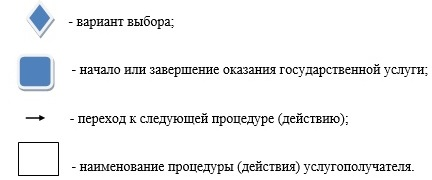 - вариант выбора;
- начало или завершение оказания государственной услуги;
- переход к следующей процедуре (действию);
- наименование процедуры (действия) услугополучателя.